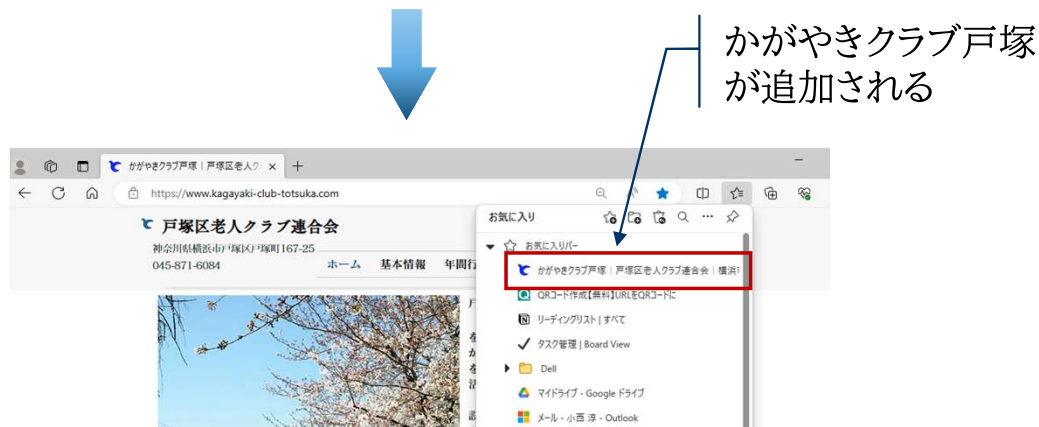 かがやきクラブ戸塚
が追加される
かがやきクラブ戸塚 | 戸塚区老人ク
https://www.kagayaki-club-totsuka.com
戸塚区老人クラブ連合会
神奈川県横浜市戸塚区戸塚町167-25
045-871-6084
ホーム 基本情報 年間行
お気に入り
お気に入りバー
かがやきクラブ戸塚 | 戸塚区老人クラブ連合会 | 横浜
QRコード作成【無料】URLをQRコードに
リーディングリスト | すべて
タスク管理 | Board View
Dell
マイドライブ - Google ドライブ
メール - 小西 淳 - Outlook
を
か
を
活